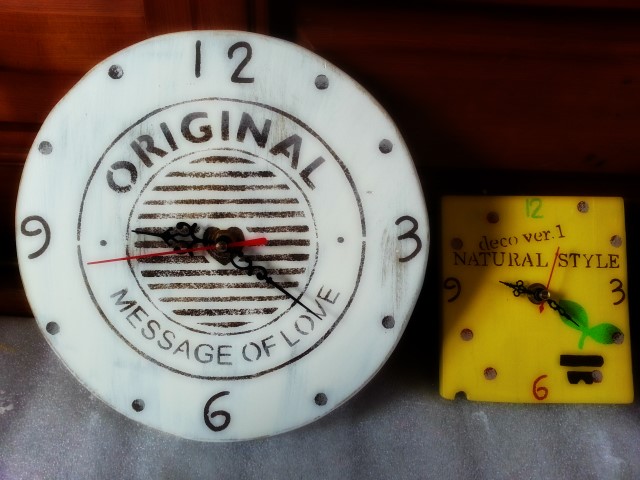 12
ORIGINAL
9
3
MESSAGE OF LOVE
6
12
deco ver.1
NATURAL STYLE
9
3
6